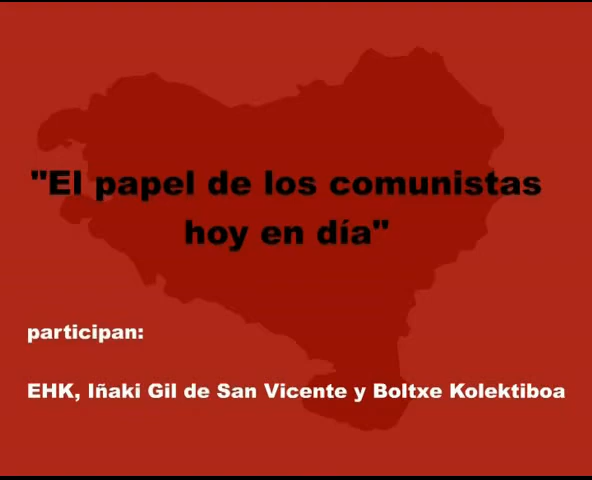 "El papel de los comunistas
hoy en día"
participan:
EHK, Iñaki Gil de San Vicente y Boltxe Kolektiboa